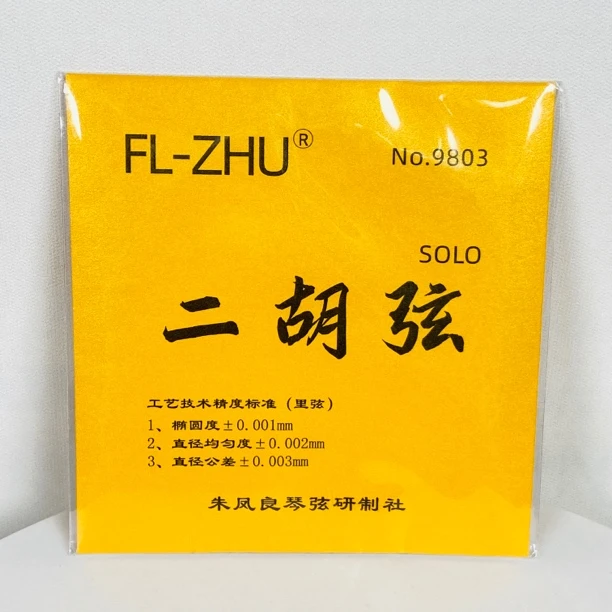 FL-ZHU®
No.9803
SOLO
二胡弦
工艺技术精度标准（里弦）
1、椭圆度±0.001mm
2、直径均匀度±0.002mm
3、直径公差±0.003mm
朱凤良琴弦研制社